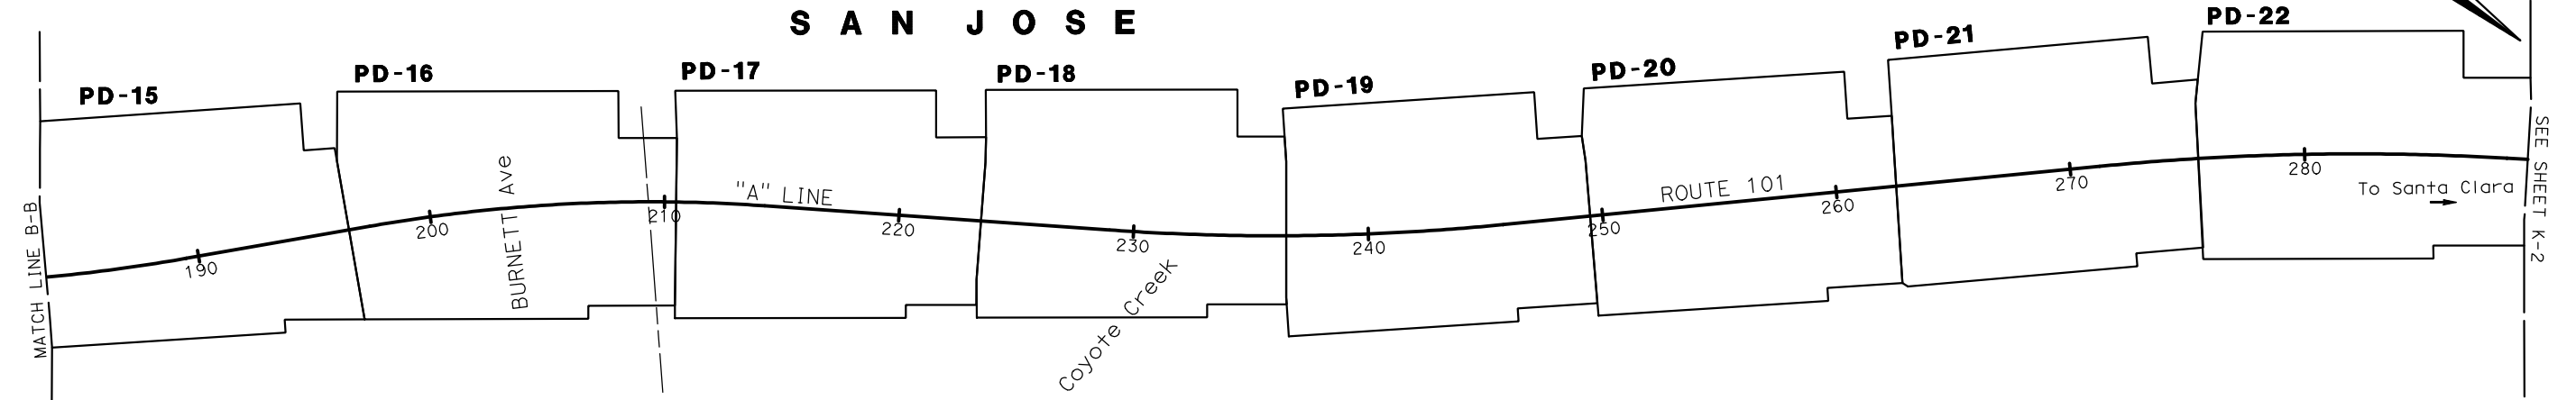 S A N  J O S E
PD-15
PD-16
PD-17
PD-18
PD-19
PD-20
PD-21
PD-22
MATCH LINE B-B
190
200
BURNETT Ave
210
"A" LINE
220
230
Coyote Creek
240
250
ROUTE 101
260
270
280
To Santa Clara
SEE SHEET K-2